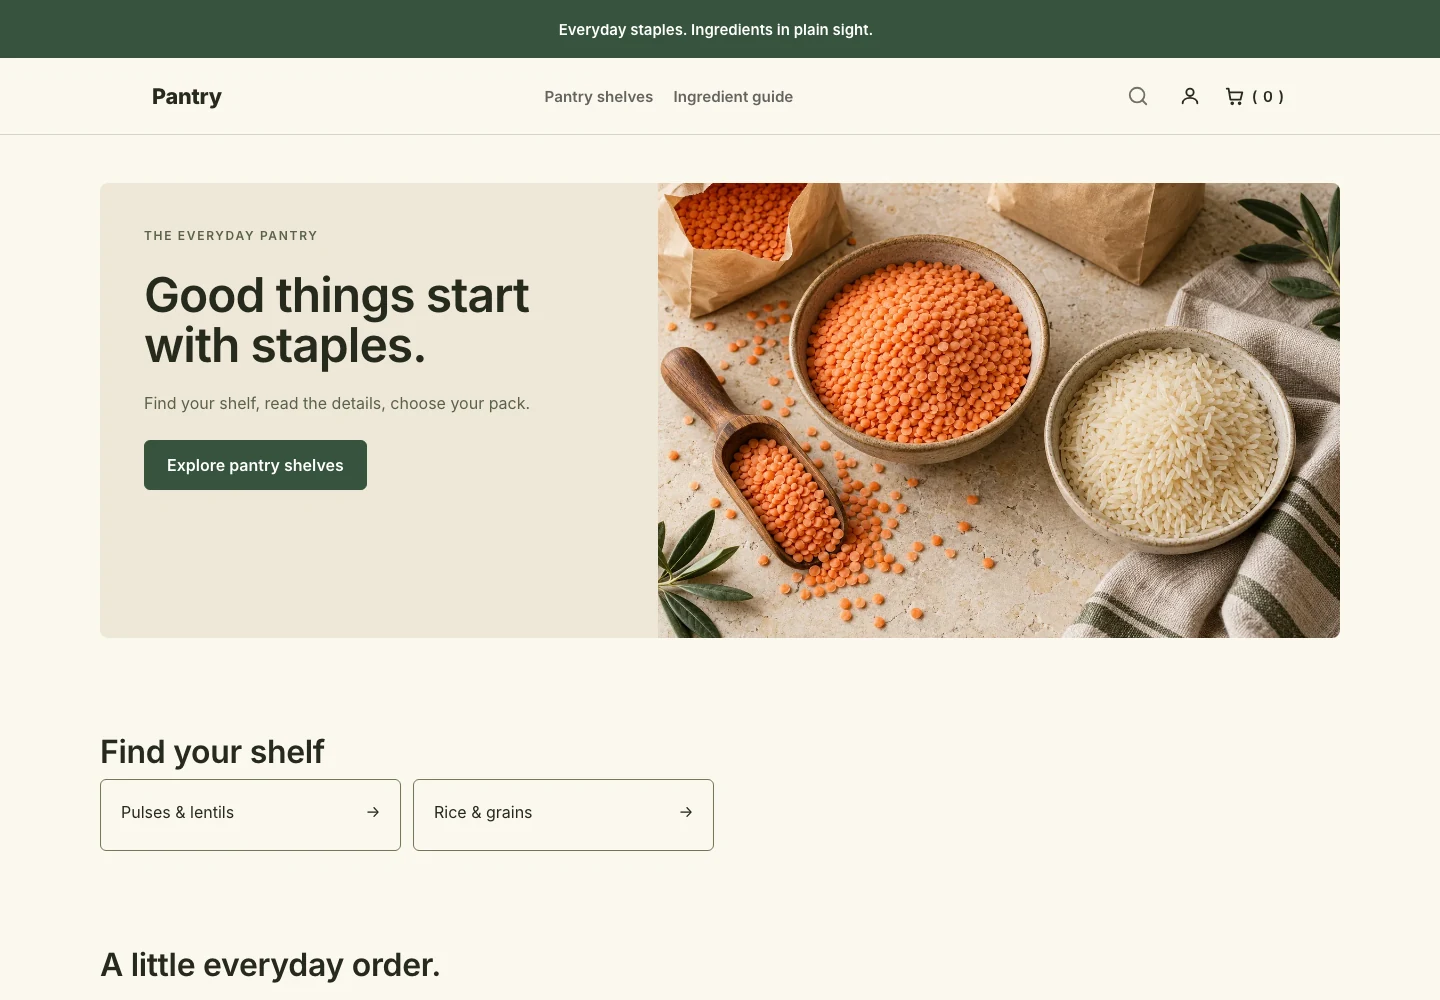 Everyday staples. Ingredients in plain sight.
Pantry
Pantry shelves
Ingredient guide
( 0 )
THE EVERYDAY PANTRY
Good things start
with staples.
Find your shelf, read the details, choose your pack.
Explore pantry shelves
Find your shelf
Pulses & lentils
Rice & grains
A little everyday order.